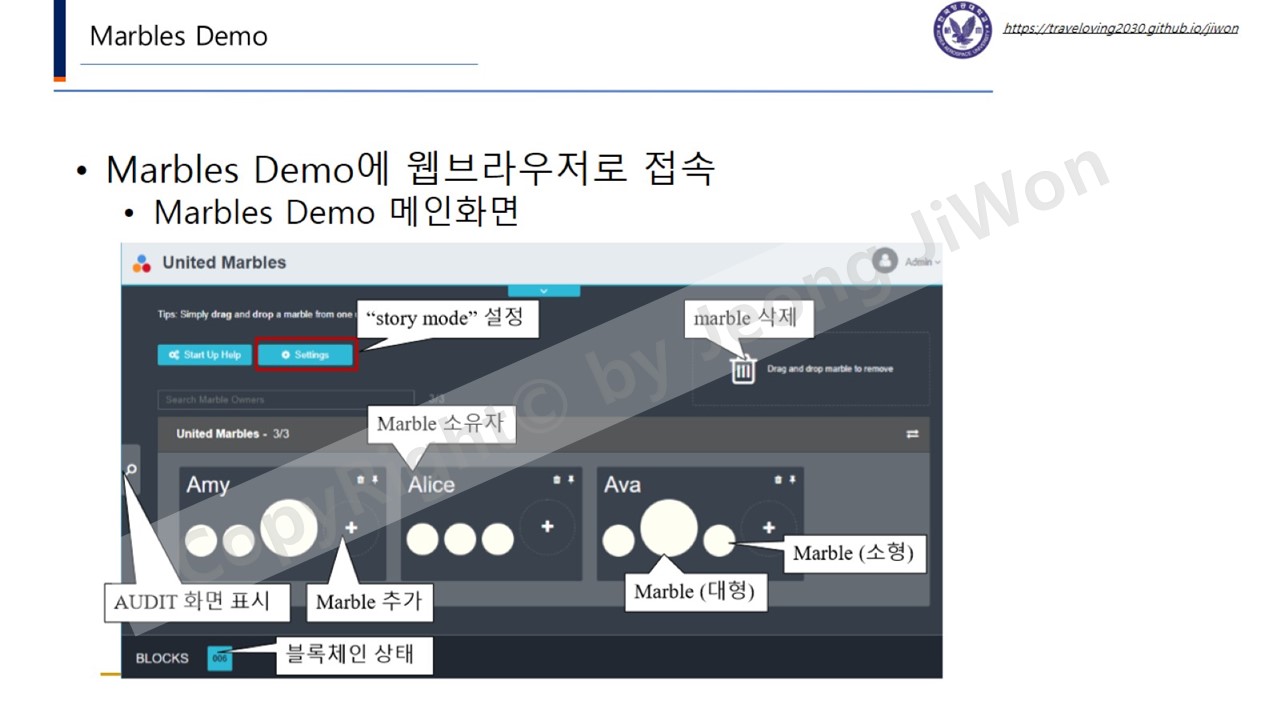 Marbles Demo
https://traveloving2030.github.io/jiwon
• Marbles Demo에 웹브라우저로 접속
• Marbles Demo 메인화면
United Marbles
Admin
Tips: Simply drag and drop a marble from one
“story mode” 설정
marble 삭제
Start Up Help
Settings
Drag and drop marble to remove
Search Marble Owners
3/3
Marble 소유자
United Marbles - 3/3
Amy
Alice
Ava
Marble (소형)
Marble (대형)
AUDIT 화면 표시
Marble 추가
BLOCKS
006
블록체인 상태
CopyRight© by Jeong JiWon